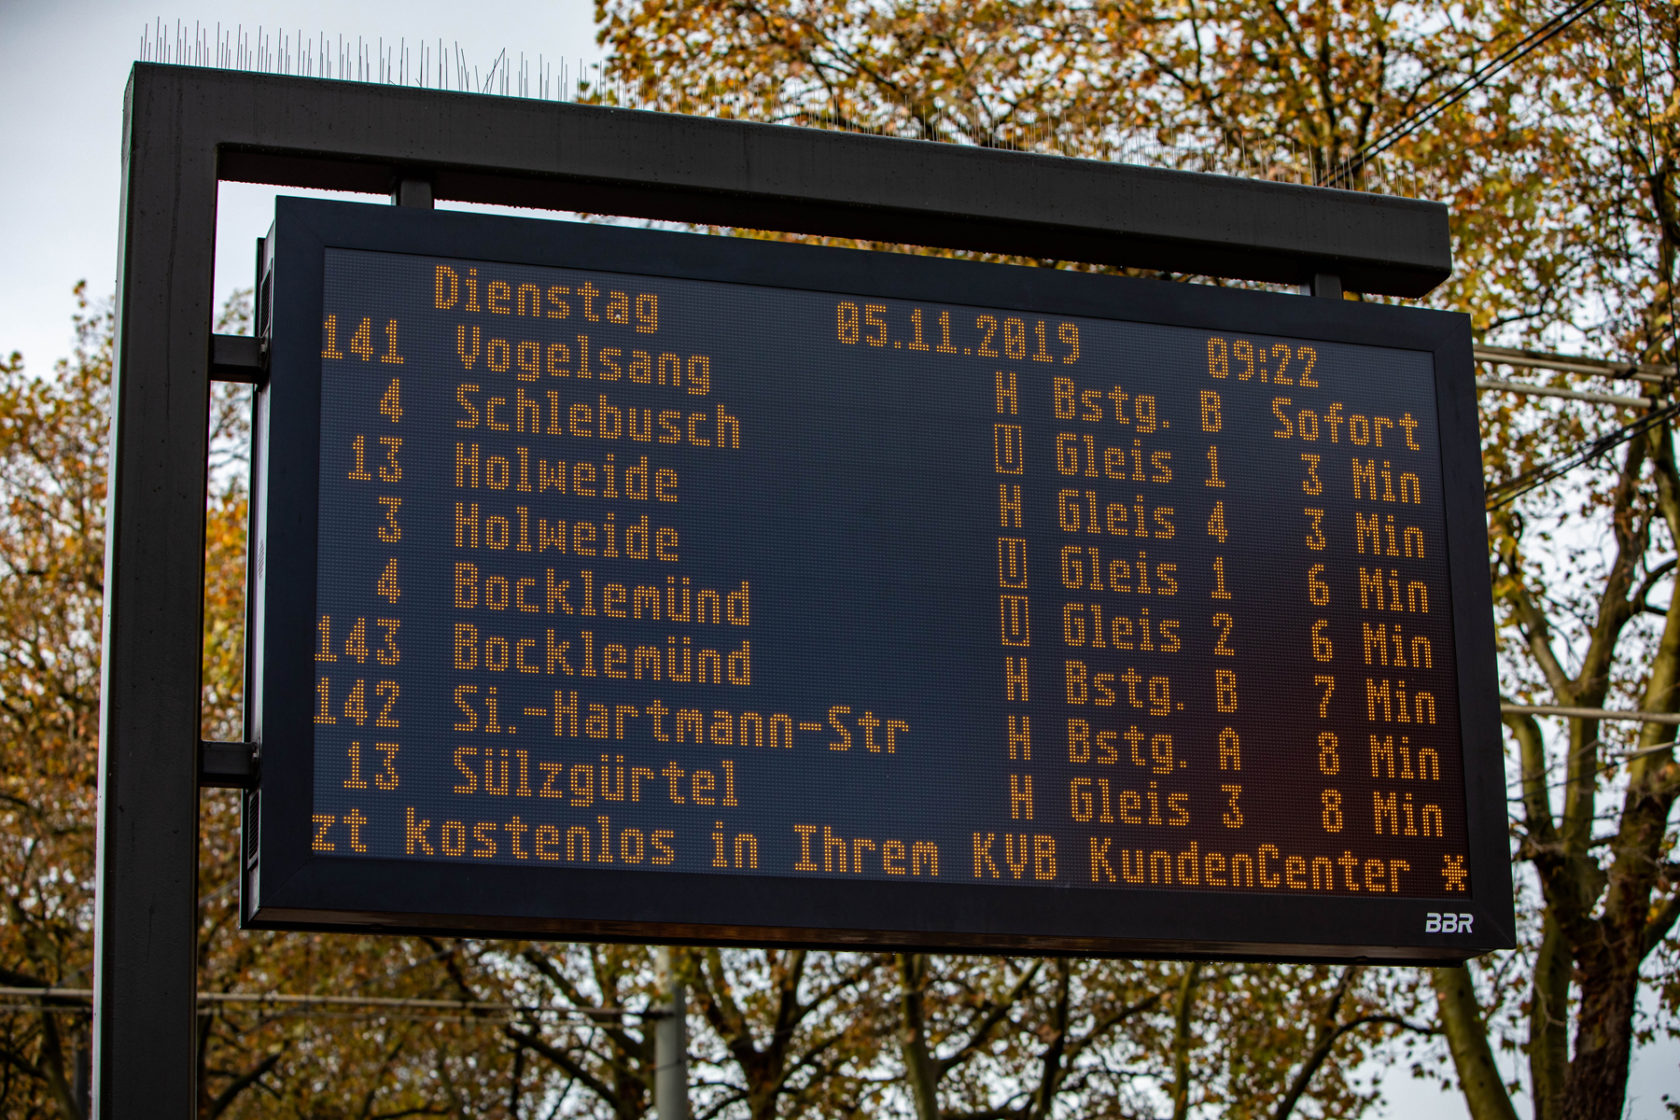 Dienstag 05.11.2019 09:22
141 Vogelsang H Bstg. B Sofort
4 Schlebusch U Gleis 1 3 Min
13 Holweide H Gleis 4 3 Min
3 Holweide U Gleis 1 6 Min
4 Bocklemünd U Gleis 2 6 Min
143 Bocklemünd H Bstg. B 7 Min
142 Si.-Hartmann-Str H Bstg. A 8 Min
13 Sülzgürtel H Gleis 3 8 Min
zt kostenlos in Ihrem KVB KundenCenter *
BBR